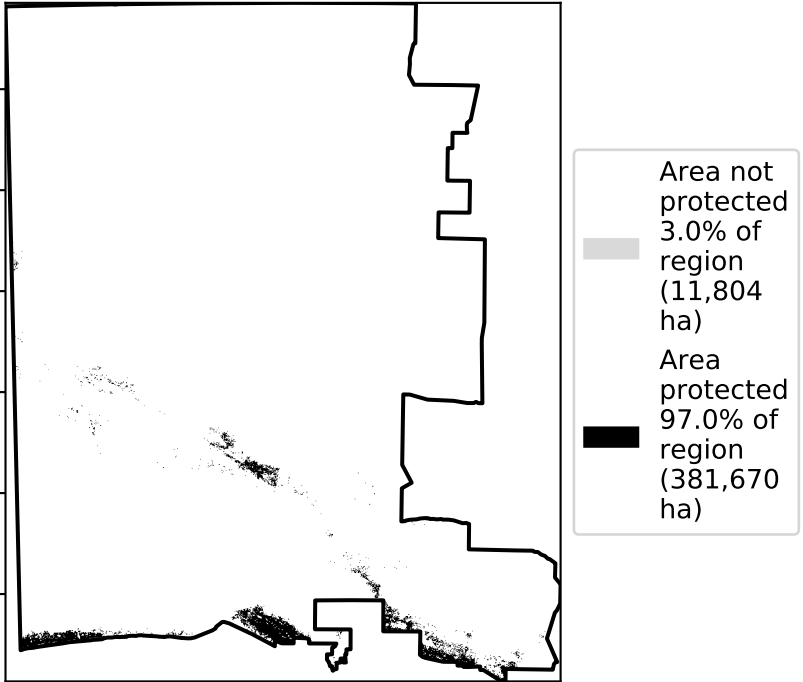 Area not
protected
3.0% of
region
(11,804
ha)
Area
protected
97.0% of
region
(381,670
ha)